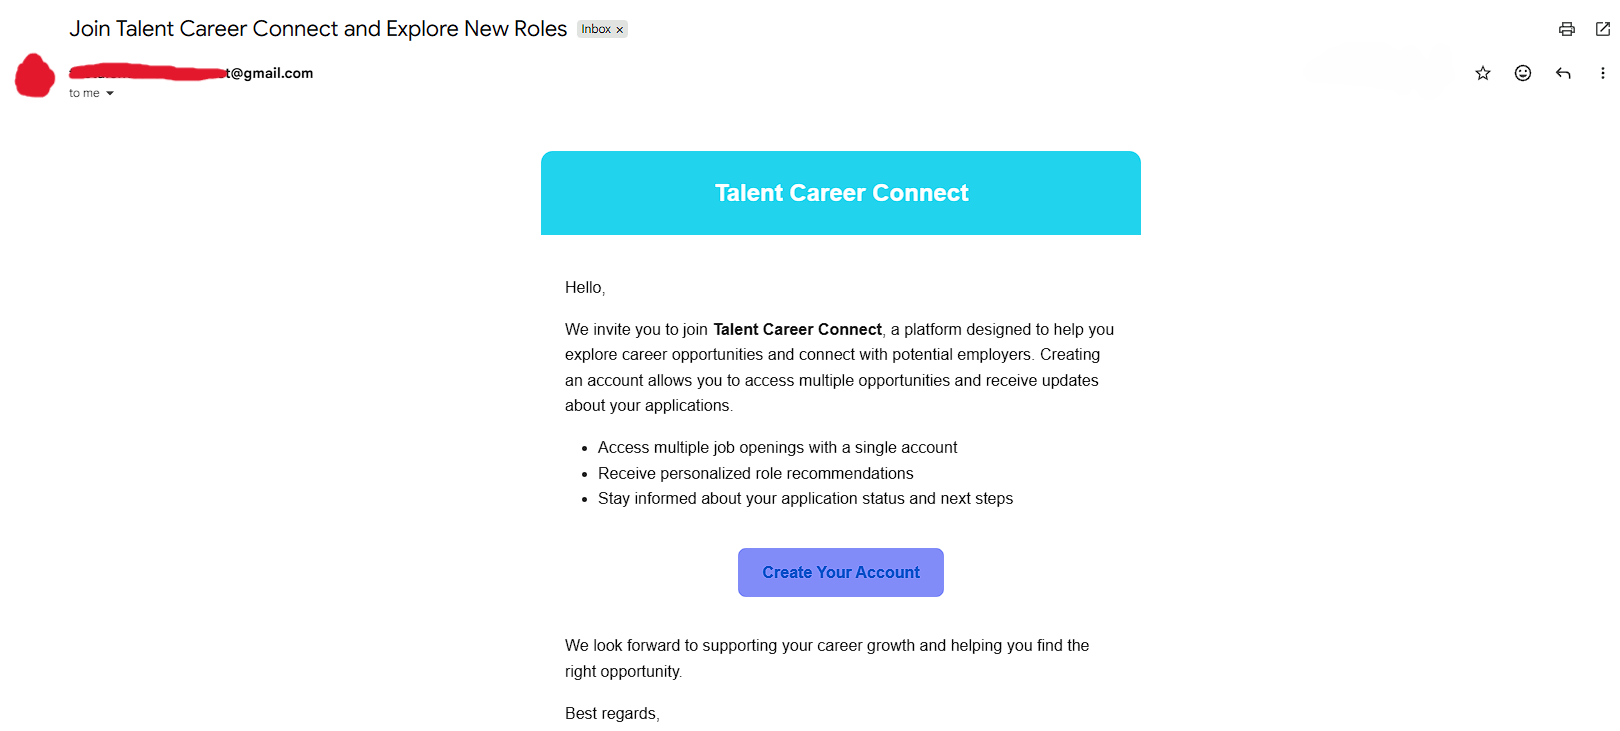 Join Talent Career Connect and Explore New Roles Inbox ×
t@gmail.com
to me
Talent Career Connect
Hello,
We invite you to join Talent Career Connect, a platform designed to help you
explore career opportunities and connect with potential employers. Creating
an account allows you to access multiple opportunities and receive updates
about your applications.
• Access multiple job openings with a single account
• Receive personalized role recommendations
• Stay informed about your application status and next steps
Create Your Account
We look forward to supporting your career growth and helping you find the
right opportunity.
Best regards,